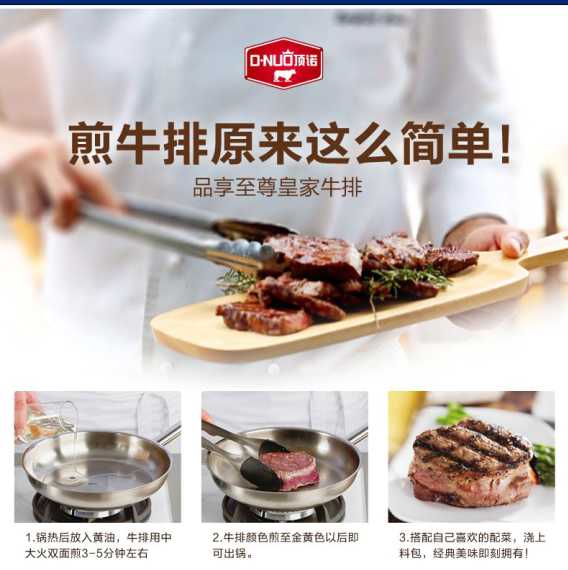 D·NUO顶诺
煎牛排原来这么简单!
品享至尊皇家牛排
1.锅热后放入黄油，牛排用中
大火双面煎3-5分钟左右
2.牛排颜色煎至金黄色以后即
可出锅。
3.搭配自己喜欢的配菜，浇上
料包，经典美味即刻拥有！